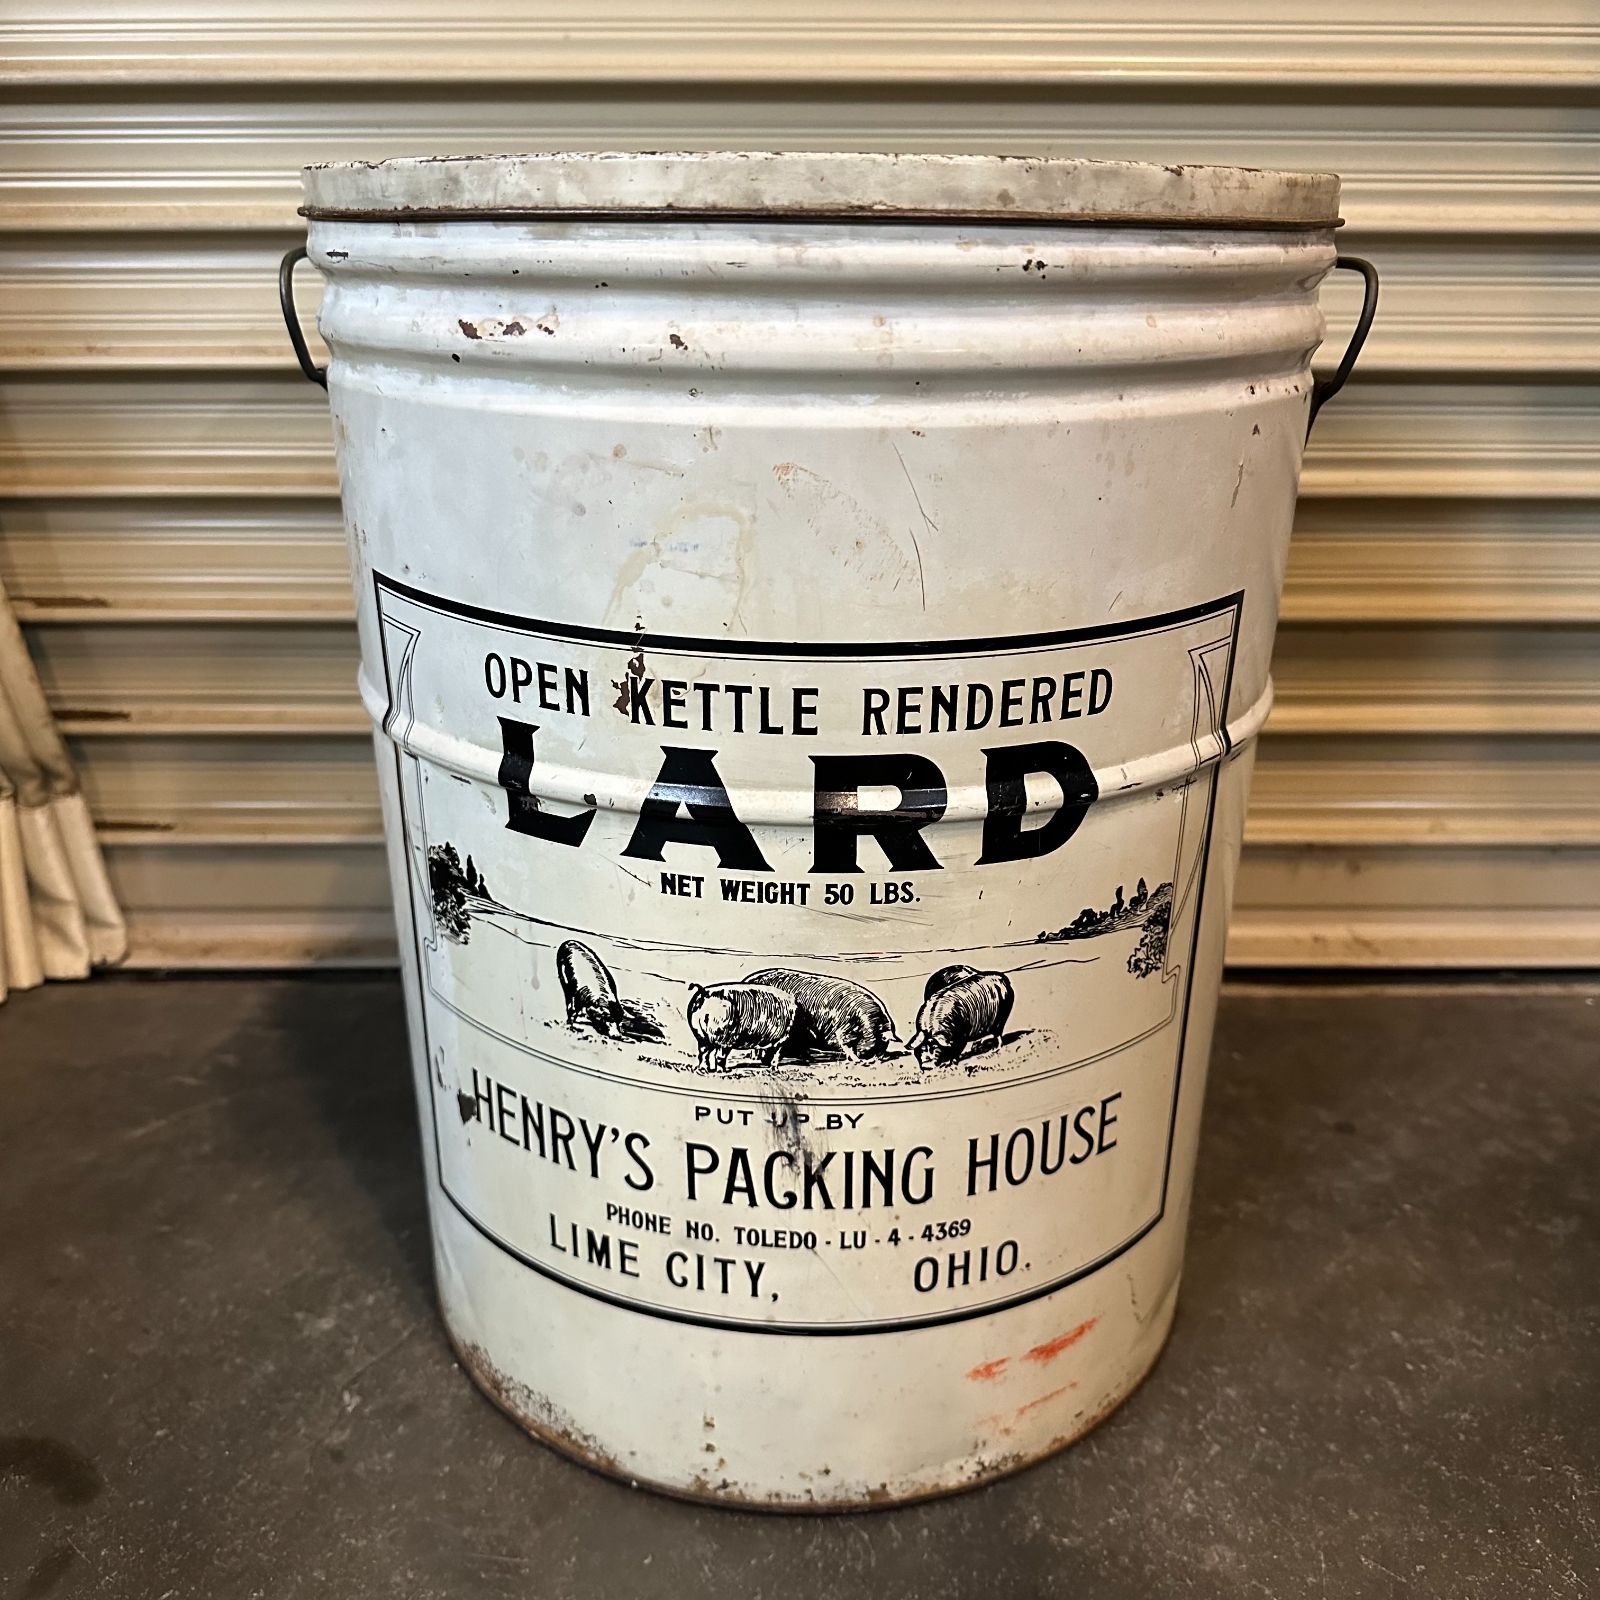 OPEN KETTLE RENDERED
LARD
NET WEIGHT 50 LBS.
PUT UP BY
HENRY'S PACKING HOUSE
PHONE NO. TOLEDO - LU - 4 - 4369
LIME CITY, OHIO.